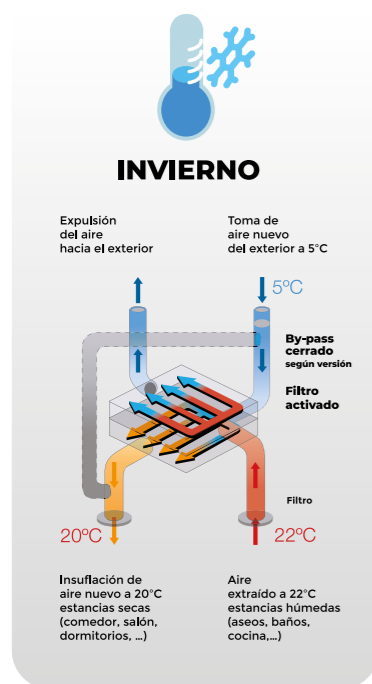 INVIERNO
Expulsión
del aire
hacia el exterior
Toma de
aire nuevo
del exterior a 5°C
5ºC
By-pass
cerrado
según versión
Filtro
activado
Filtro
20ºC
22ºC
Insuflación de
aire nuevo a 20°C
estancias secas
(comedor, salón,
dormitorios, ...)
Aire
extraído a 22°C
estancias húmedas
(aseos, baños,
cocina,...)